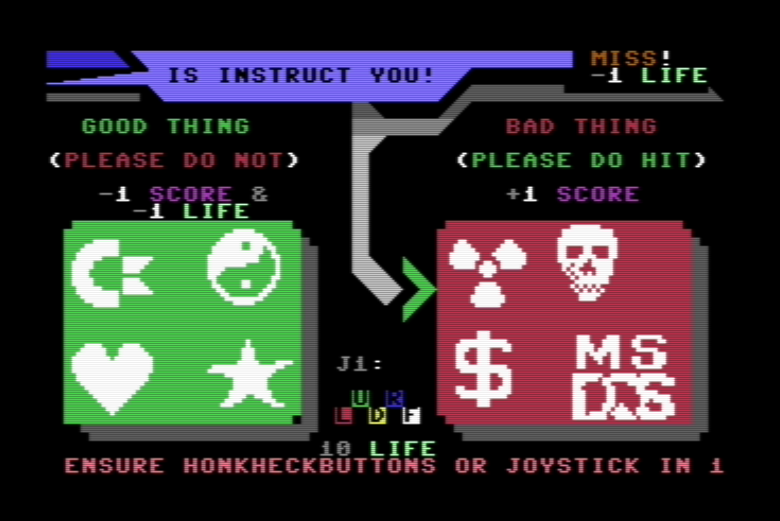 IS INSTRUCT YOU!
MISS!
-1 LIFE
GOOD THING
BAD THING
(PLEASE DO NOT)
(PLEASE DO HIT)
-1 SCORE &
-1 LIFE
+1 SCORE
$
MS
DOS
J1:
U R
L D F
10 LIFE
ENSURE HONKHECKBUTTONS OR JOYSTICK IN 1